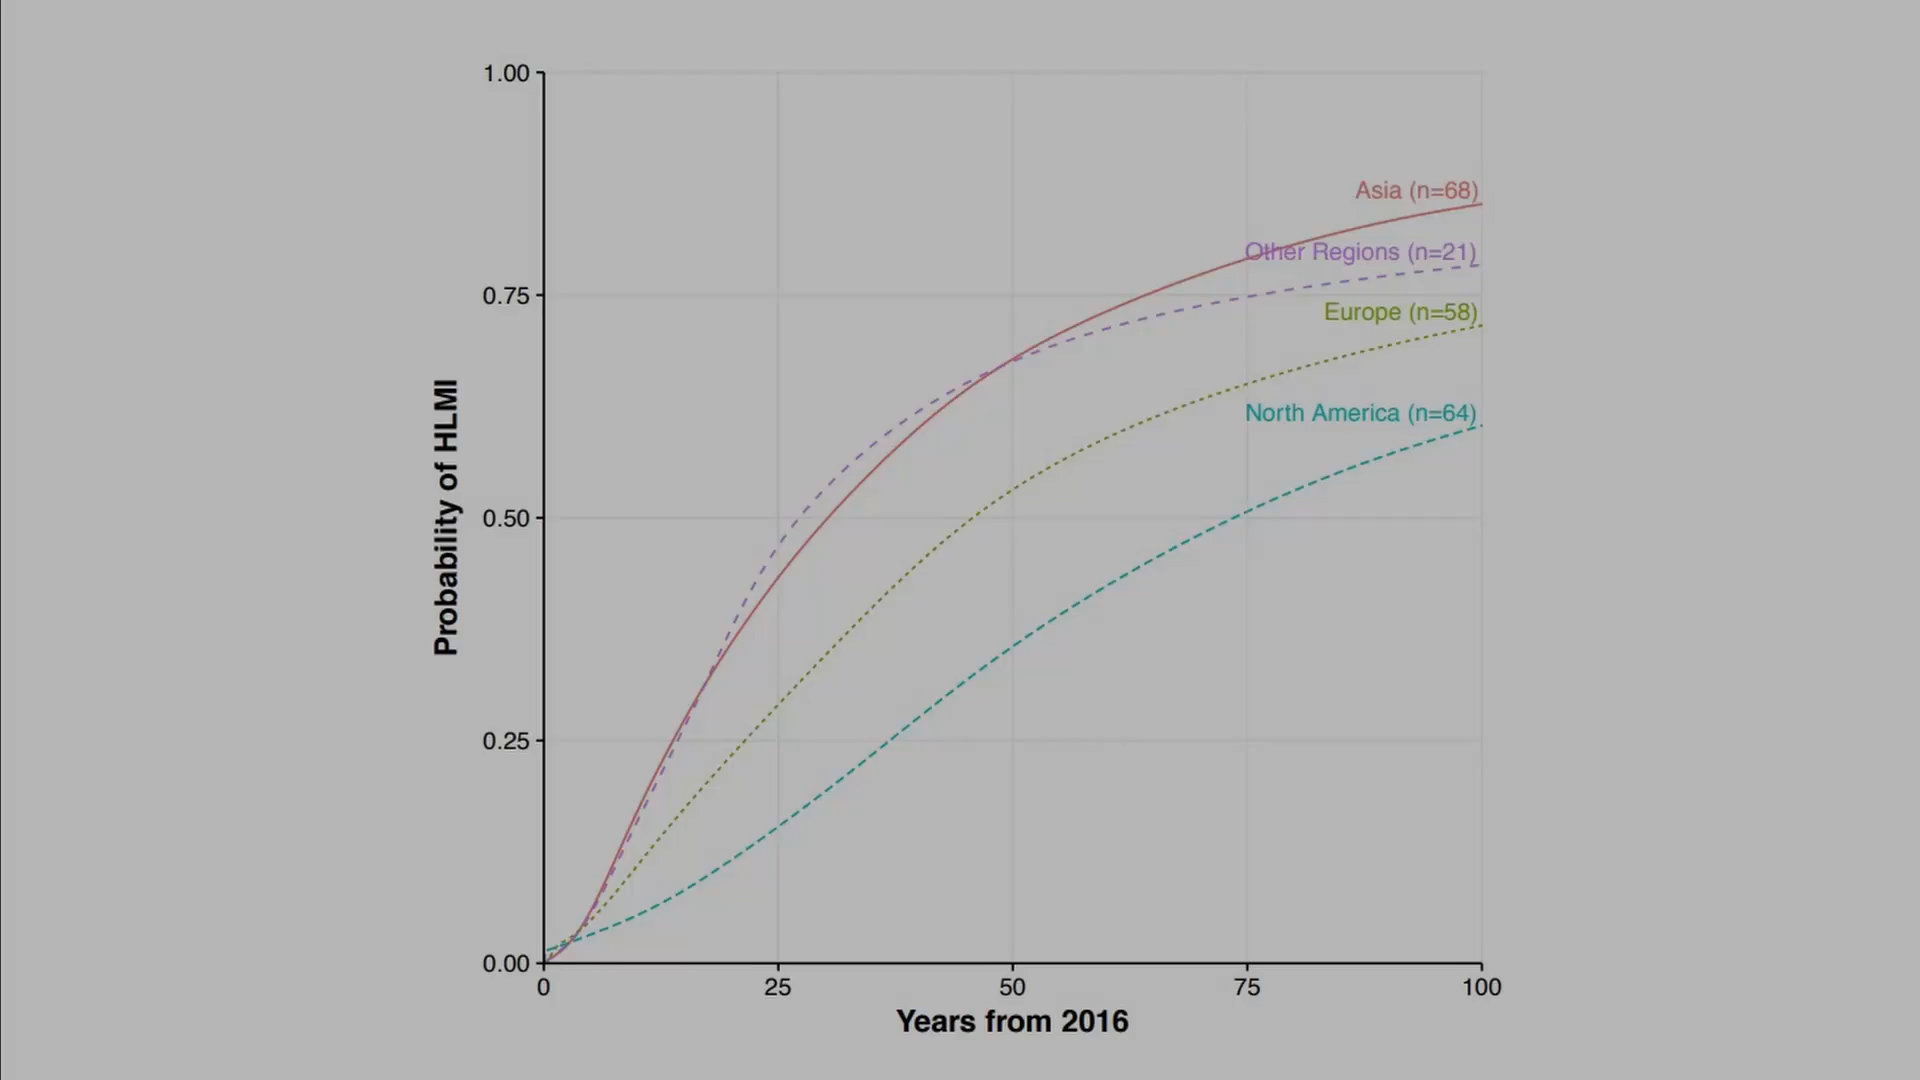 1.00
Asia (n=68)
Other Regions (n=21)
0.75
Europe (n=58)
North America (n=64)
Probability of HLMI
0.50
0.25
0.00
0 25 50 75 100
Years from 2016